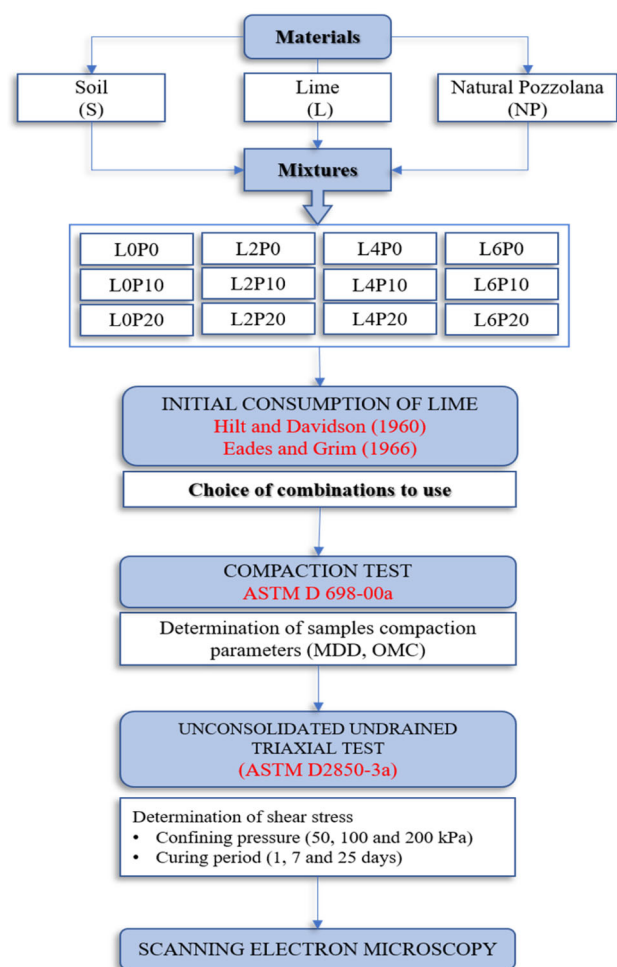 Materials
Soil
(S)
Lime
(L)
Natural Pozzolana
(NP)
Mixtures
L0P0
L2P0
L4P0
L6P0
L0P10
L2P10
L4P10
L6P10
L0P20
L2P20
L4P20
L6P20
INITIAL CONSUMPTION OF LIME
Hilt and Davidson (1960)
Eades and Grim (1966)
Choice of combinations to use
COMPACTION TEST
ASTM D 698-00a
Determination of samples compaction
parameters (MDD, OMC)
UNCONSOLIDATED UNDRAINED
TRIAXIAL TEST
(ASTM D2850-3a)
Determination of shear stress
• Confining pressure (50, 100 and 200 kPa)
• Curing period (1, 7 and 25 days)
SCANNING ELECTRON MICROSCOPY